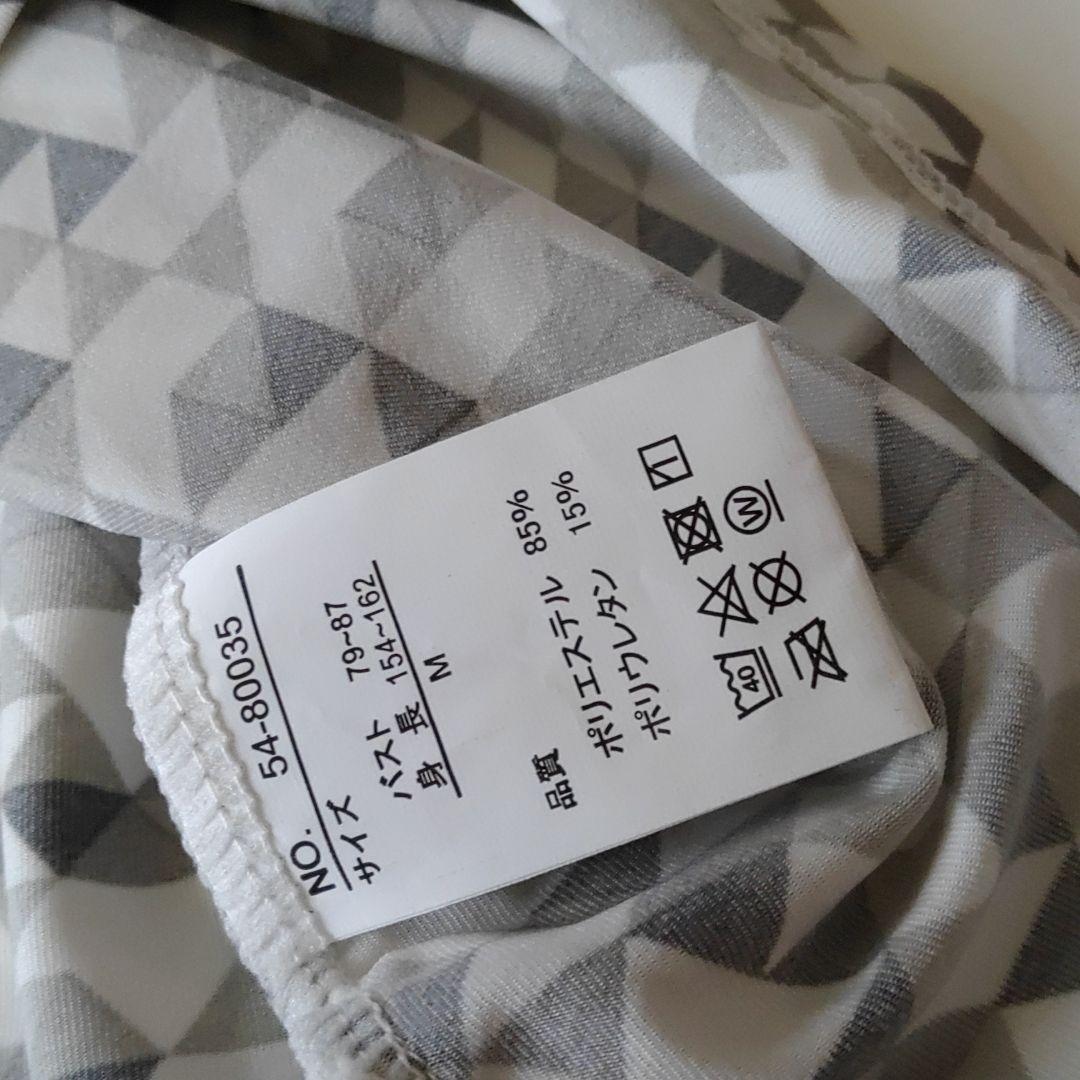 NO. 54-80035
サイズ
バスト 79~87
身 長 154~162
M
品質
ポリエステル 85%
ポリウレタン 15%
40
W